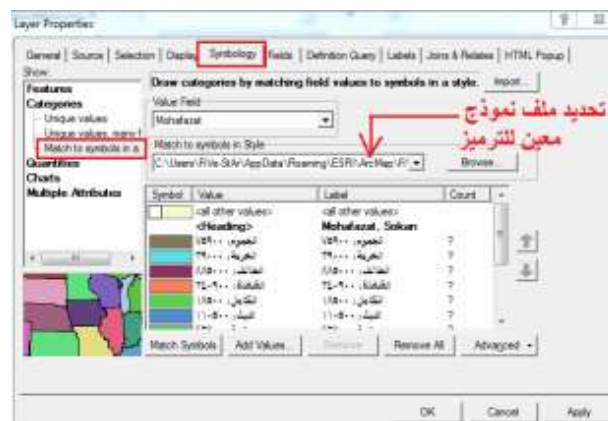 Layer Properties
General | Source | Selection | Display | Symbology | Fields | Definition Query | Labels | Joins & Relates | HTML Popup
Show:
Features
Categories
Unique values
Unique values, many f
Match to symbols in a
Quantities
Charts
Multiple Attributes
Draw categories by matching field values to symbols in a style.
Import...
Value Field
Mohafazat
Match to symbols in Style
Browse...
تحديد ملف نموذج
معين للترميز
Symbol Value Label Count
<all other values> <all other values>
<Heading> Mohafazat, Sokan
Match Symbols Add Values... Remove Remove All Advanced
OK Cancel Apply